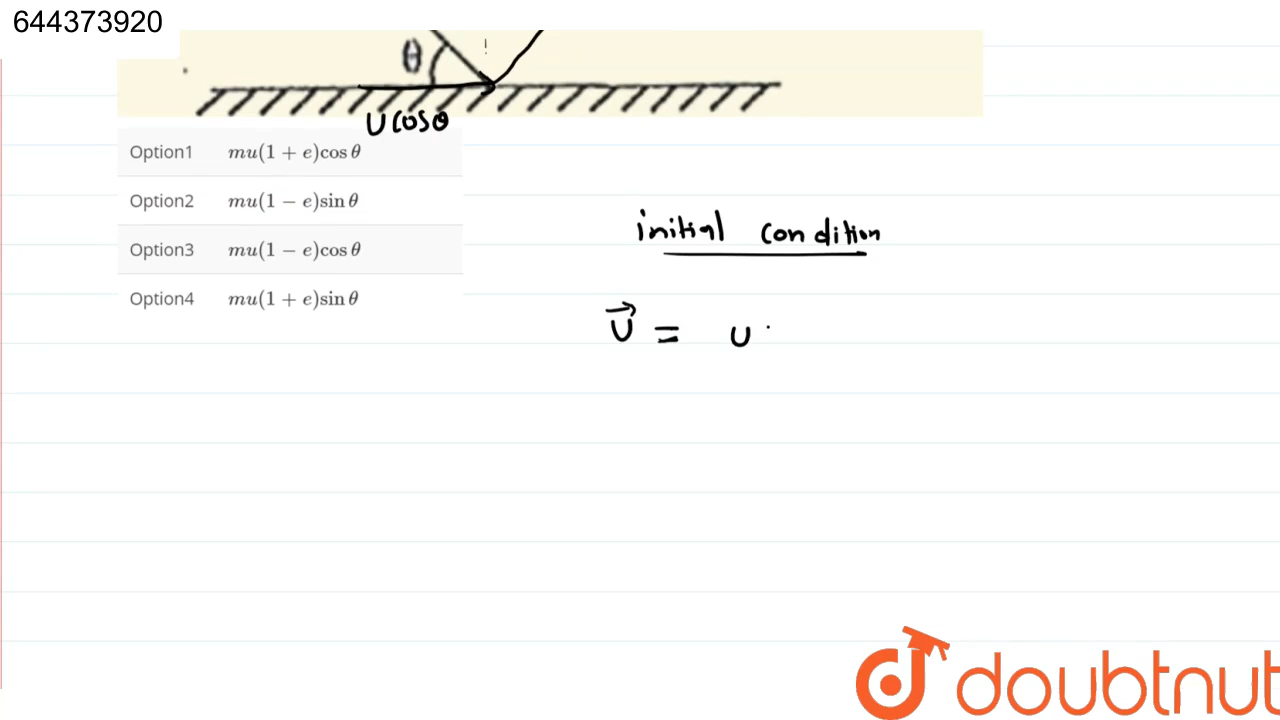 644373920
θ
U cosθ
Option1 mu(1 + e)cos θ
Option2 mu(1 − e)sin θ
Option3 mu(1 − e)cos θ
Option4 mu(1 + e)sin θ
initial condition
U⃗ = U
doubtnut